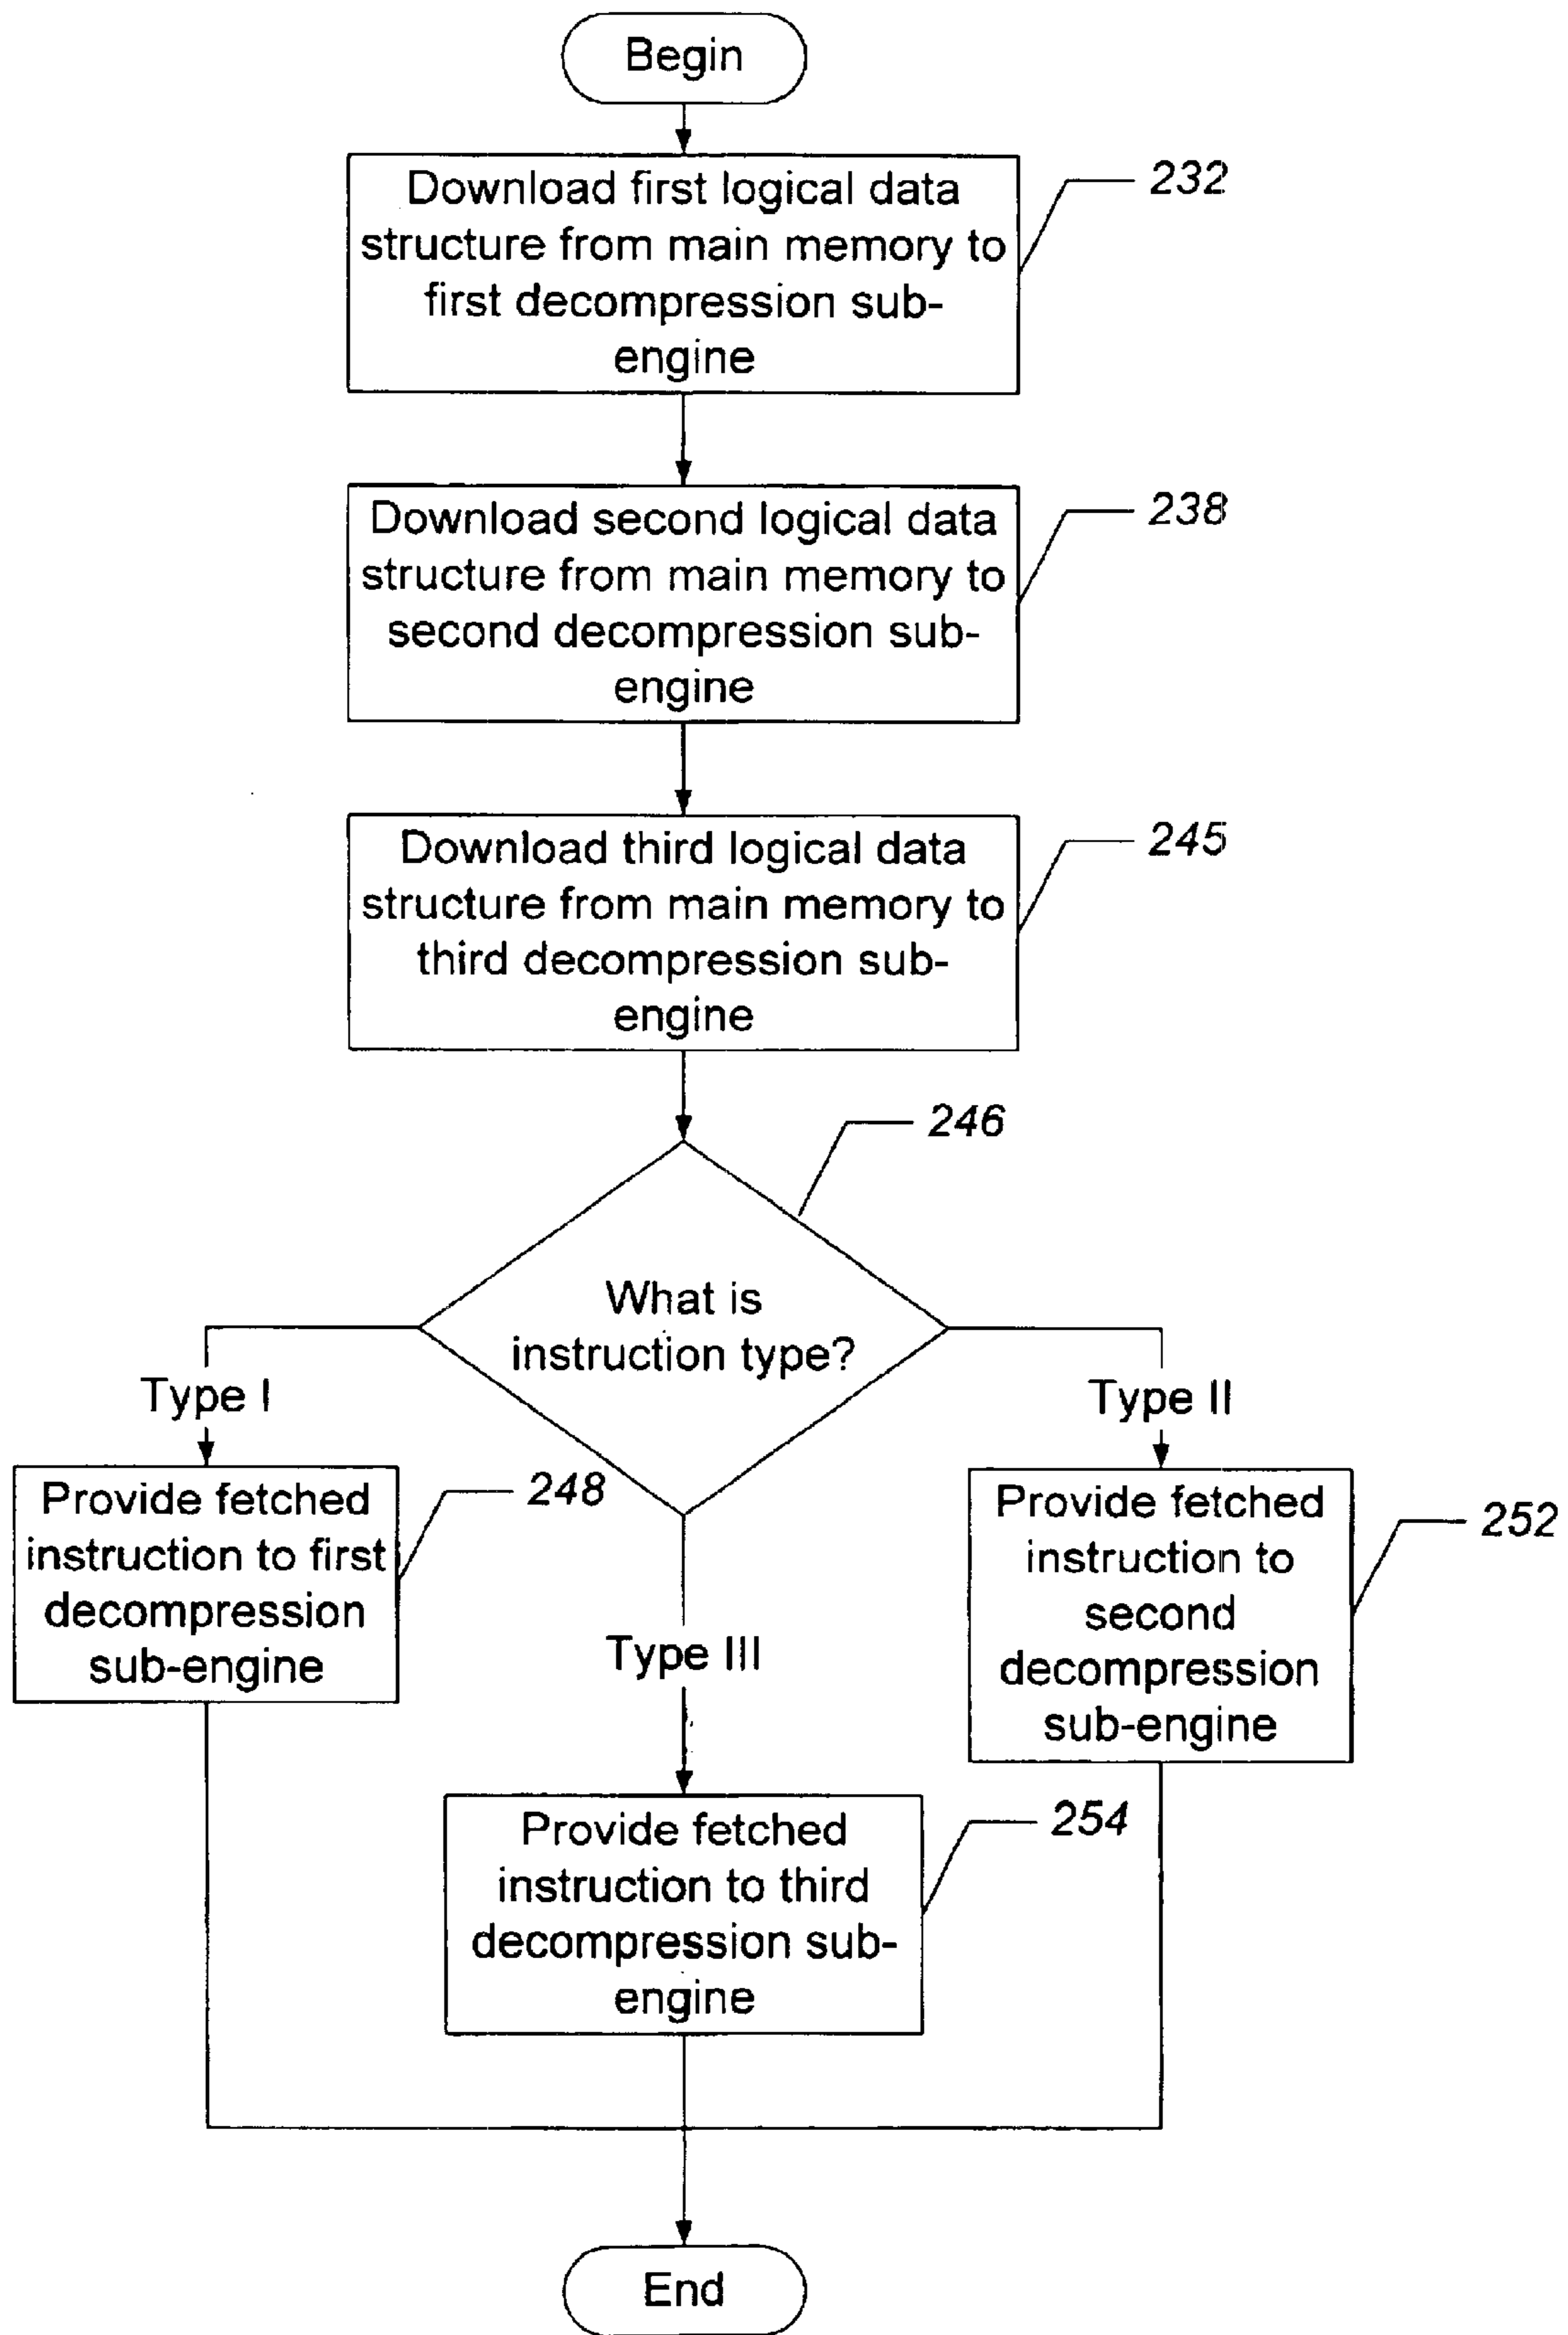 Begin
Download first logical data
structure from main memory to
first decompression sub-
engine
232
Download second logical data
structure from main memory to
second decompression sub-
engine
238
Download third logical data
structure from main memory to
third decompression sub-
engine
245
246
What is
instruction type?
Type I
Type II
Provide fetched
instruction to first
decompression
sub-engine
248
Provide fetched
instruction to
second
decompression
sub-engine
252
Type III
Provide fetched
instruction to third
decompression sub-
engine
254
End